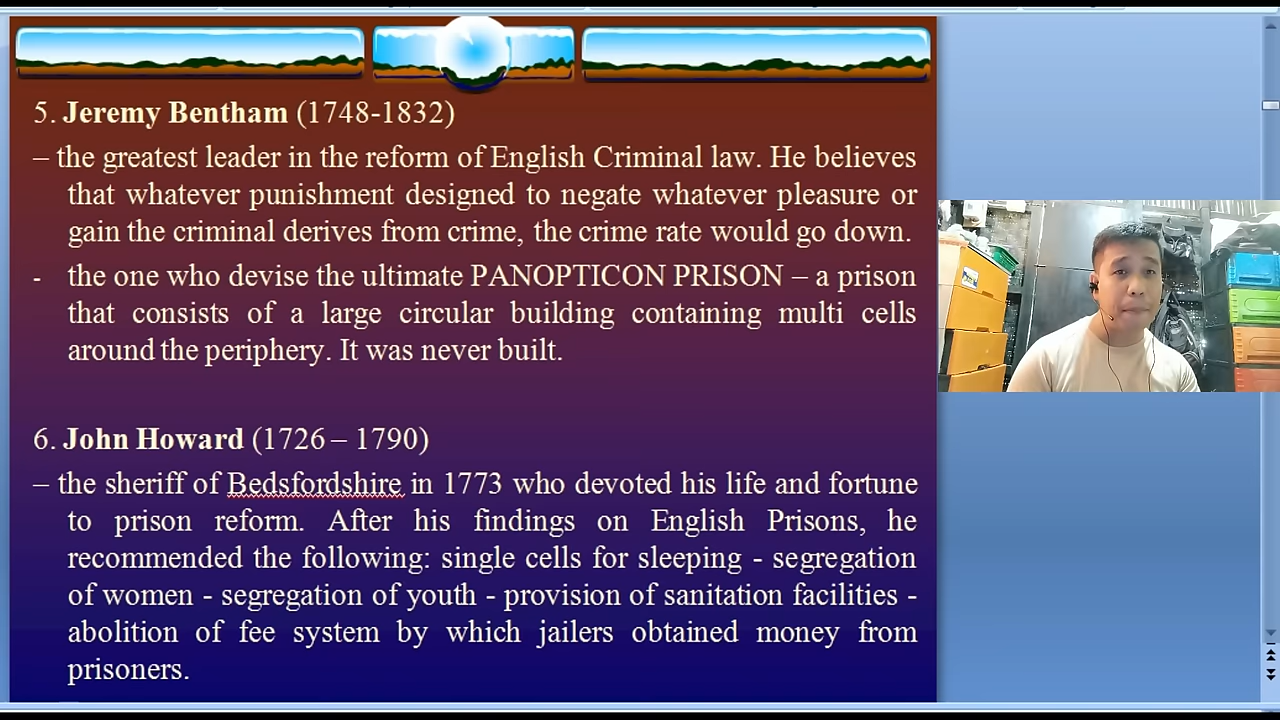 5. Jeremy Bentham (1748-1832)
– the greatest leader in the reform of English Criminal law. He believes
that whatever punishment designed to negate whatever pleasure or
gain the criminal derives from crime, the crime rate would go down.
- the one who devise the ultimate PANOPTICON PRISON – a prison
that consists of a large circular building containing multi cells
around the periphery. It was never built.
6. John Howard (1726 – 1790)
– the sheriff of Bedsfordshire in 1773 who devoted his life and fortune
to prison reform. After his findings on English Prisons, he
recommended the following: single cells for sleeping - segregation
of women - segregation of youth - provision of sanitation facilities -
abolition of fee system by which jailers obtained money from
prisoners.